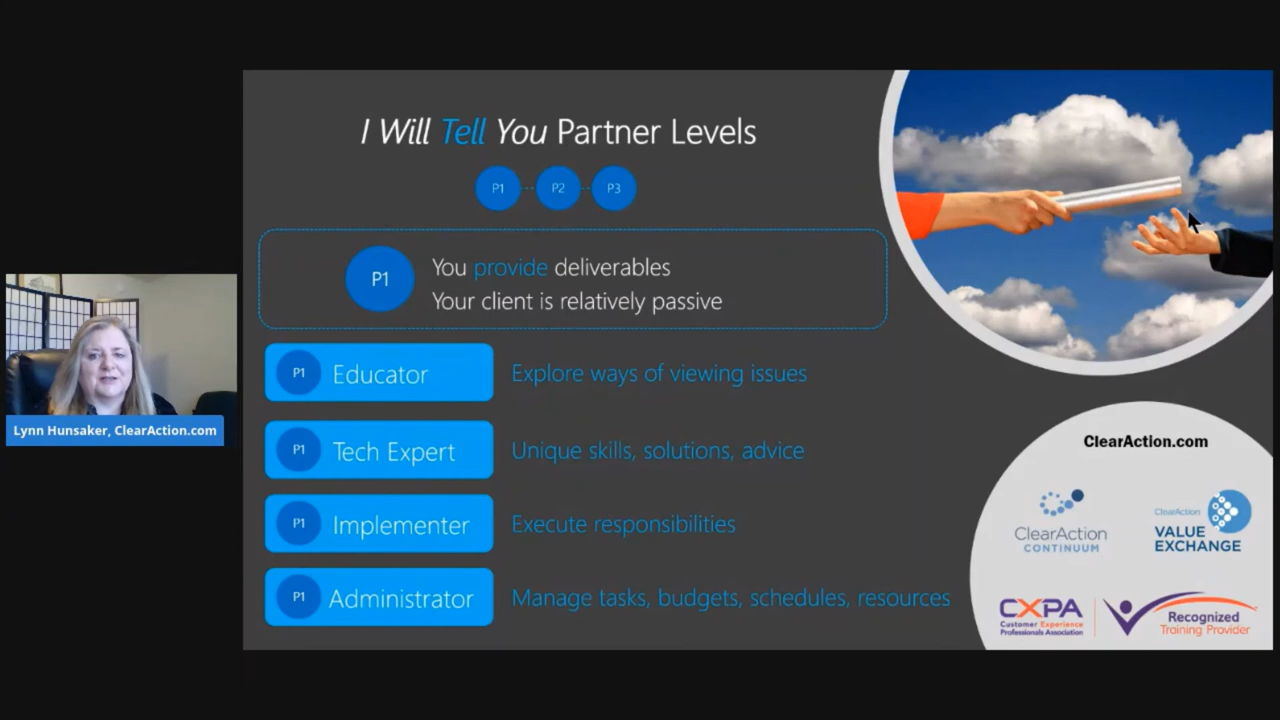 I Will Tell You Partner Levels
P1
P2
P3
P1
You provide deliverables
Your client is relatively passive
P1
Educator
Explore ways of viewing issues
P1
Tech Expert
Unique skills, solutions, advice
P1
Implementer
Execute responsibilities
P1
Administrator
Manage tasks, budgets, schedules, resources
Lynn Hunsaker, ClearAction.com
ClearAction.com
ClearAction
CONTINUUM
ClearAction
VALUE
EXCHANGE
CXPA
Customer Experience
Professionals Association
Recognized
Training Provider